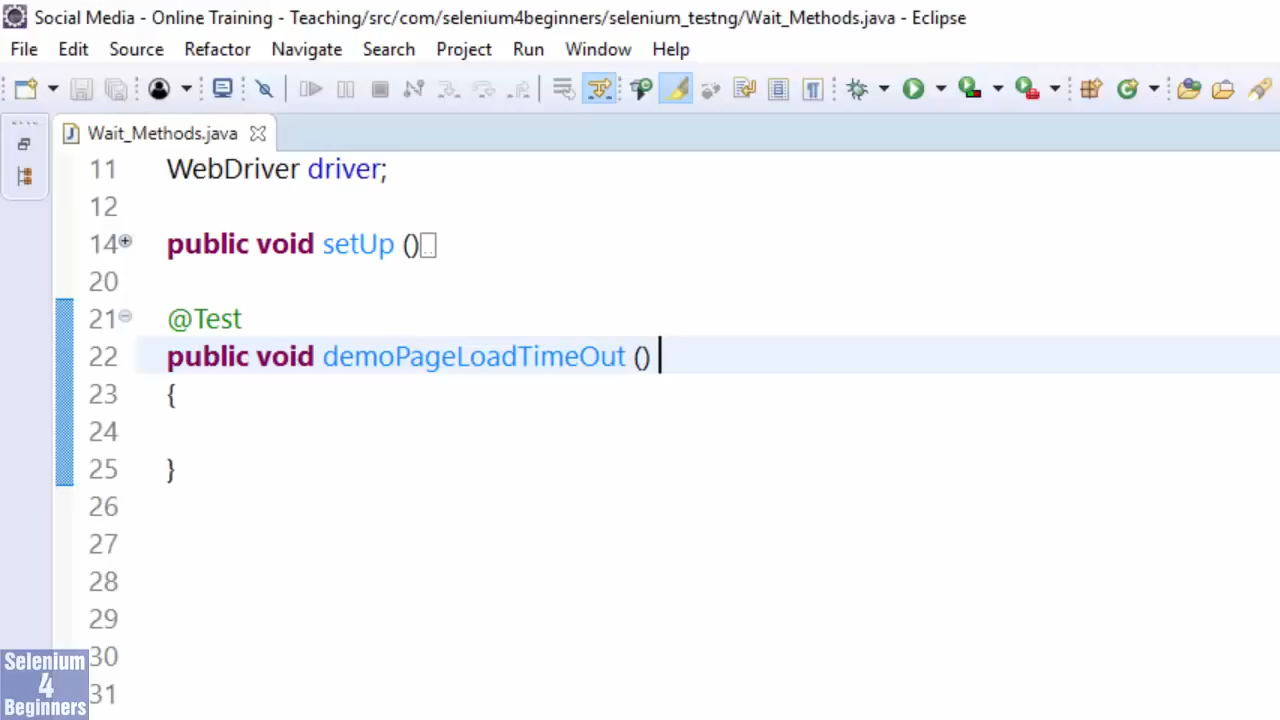 Social Media - Online Training - Teaching/src/com/selenium4beginners/selenium_testng/Wait_Methods.java - Eclipse
File Edit Source Refactor Navigate Search Project Run Window Help
Wait_Methods.java
11 WebDriver driver;
12
14 public void setUp ()
20
21 @Test
22 public void demoPageLoadTimeOut ()
23 {
24
25 }
26
27
28
29
30
31
Selenium
4
Beginners